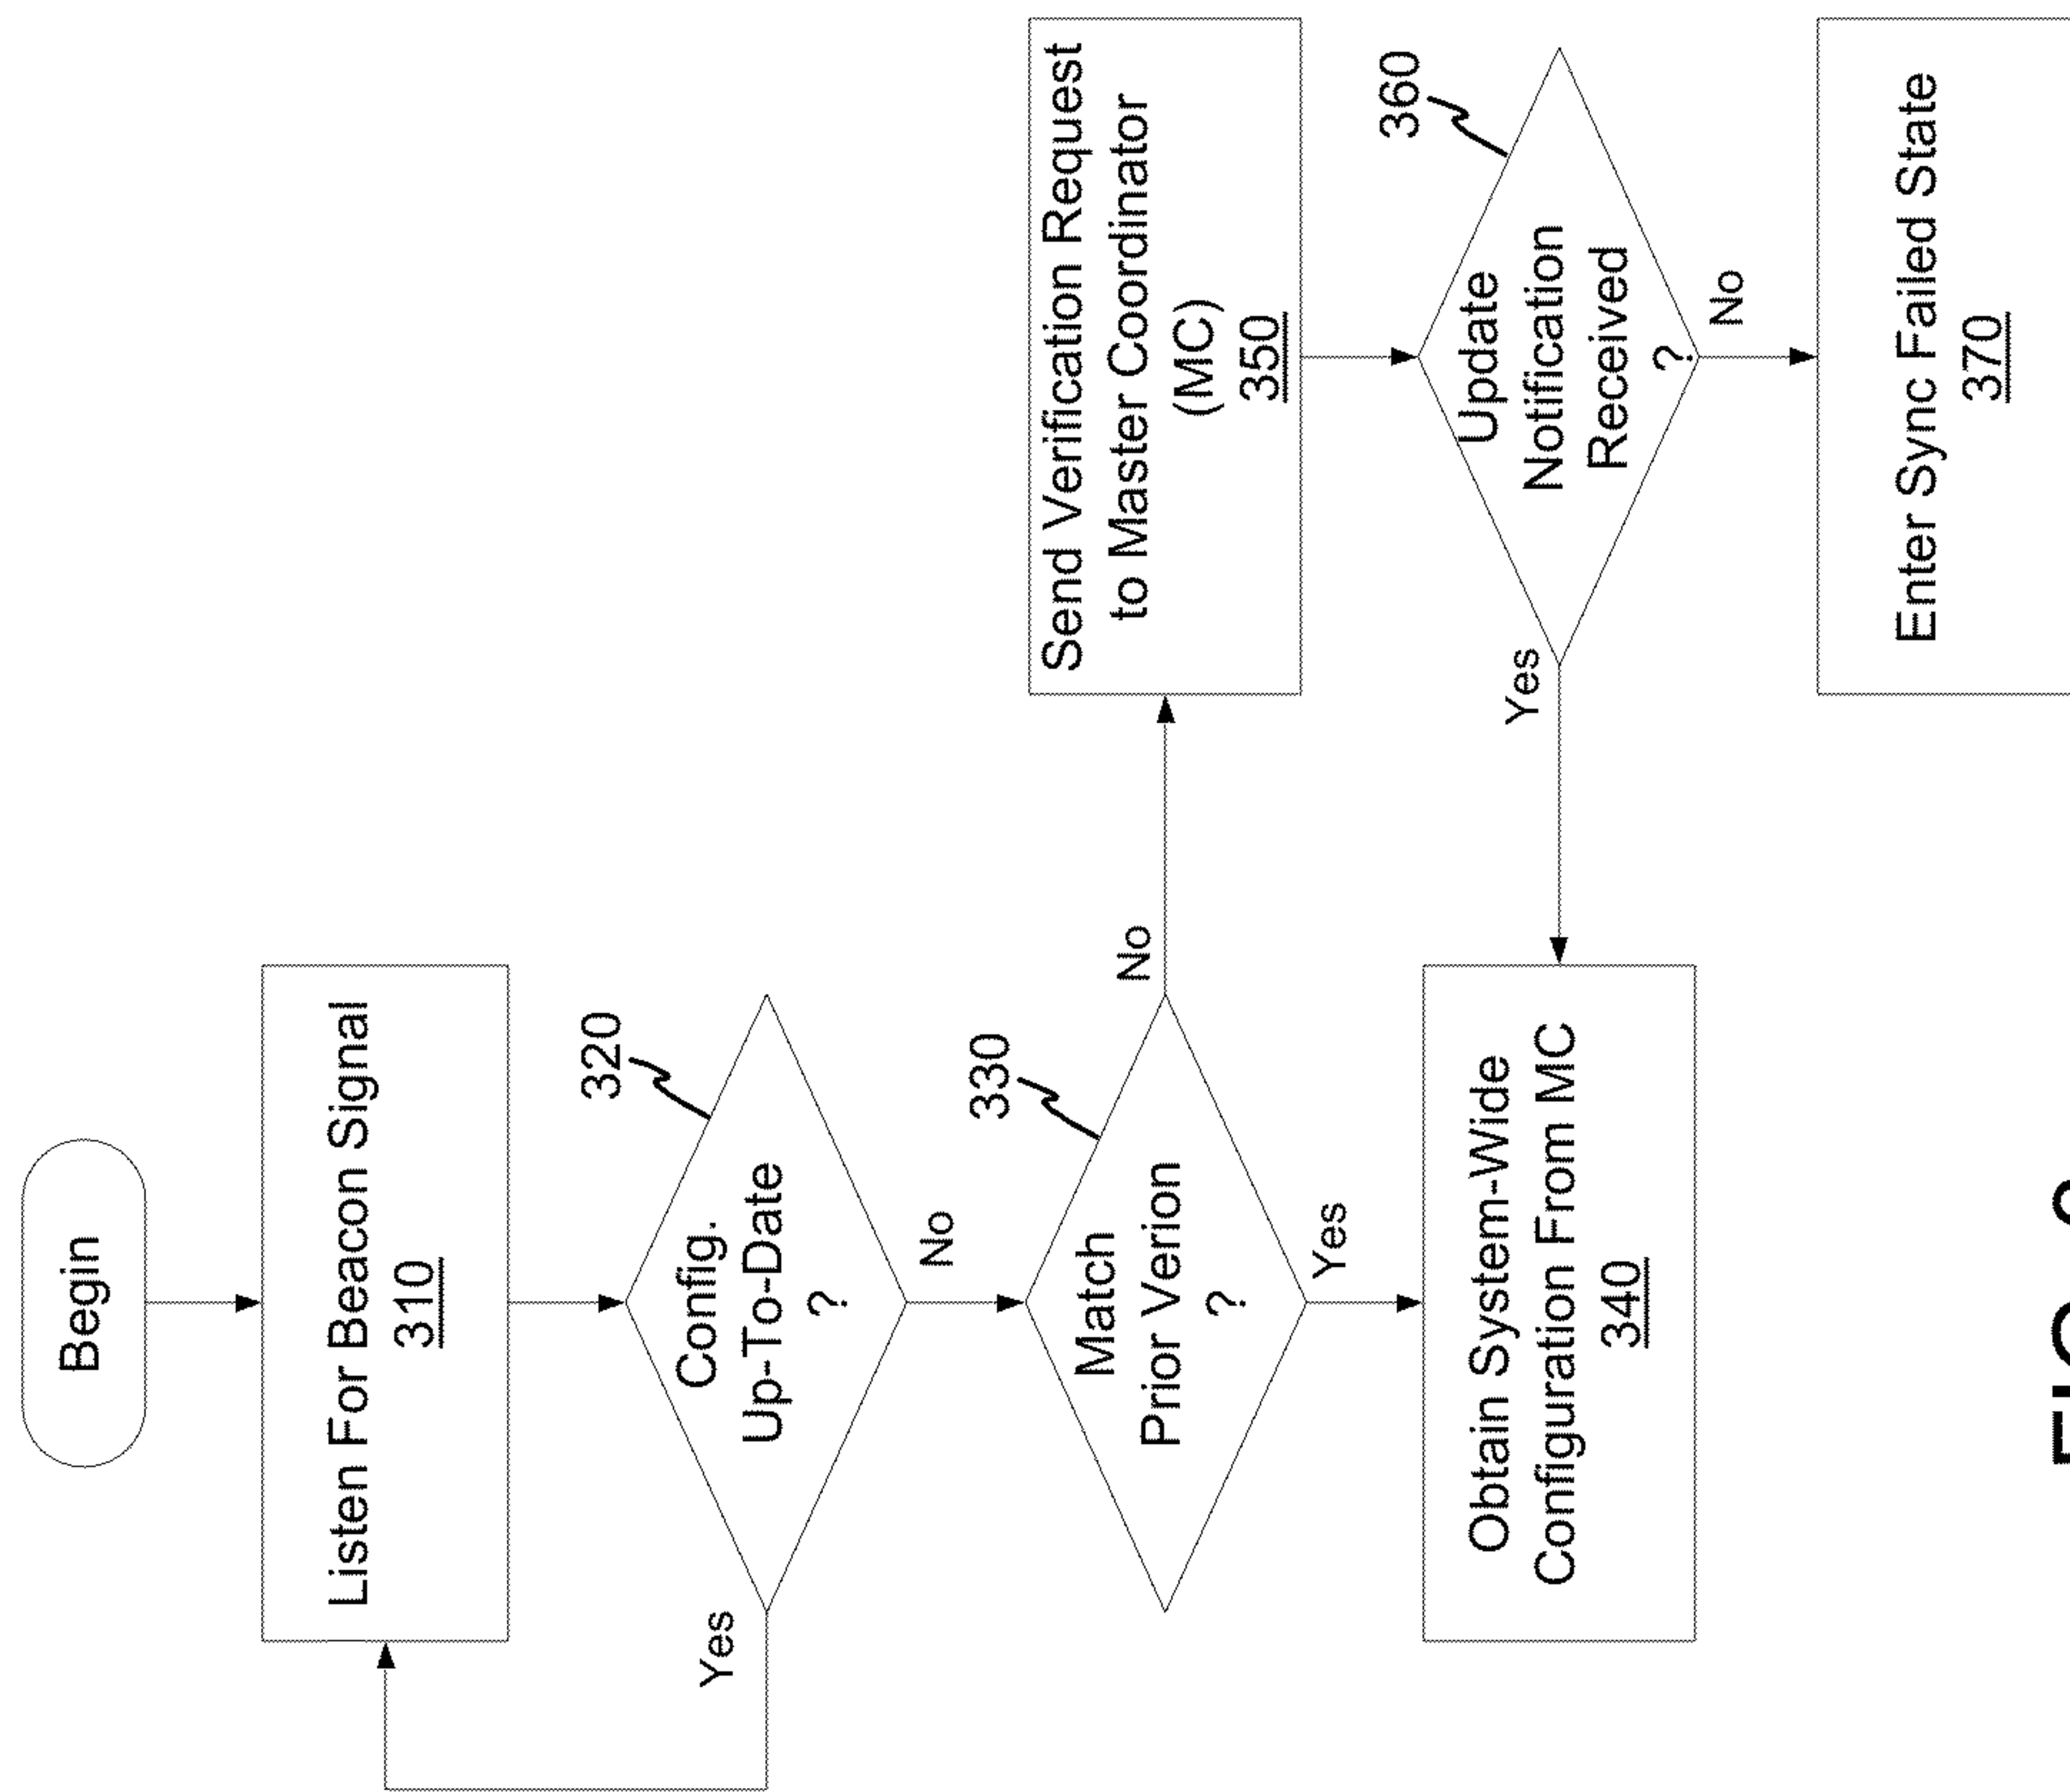 Begin
Listen For Beacon Signal
310
320
Config.
Up-To-Date
?
Yes
No
330
Match
Prior Verion
?
No
Yes
Obtain System-Wide
Configuration From MC
340
Send Verification Request
to Master Coordinator
(MC)
350
360
Update
Notification
Received
?
Yes
No
Enter Sync Failed State
370